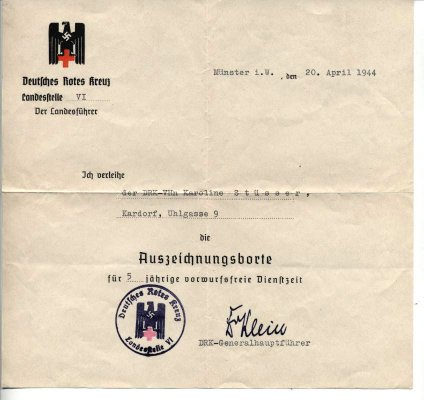 Münster i.W., den 20. April 1944
Deutsches Rotes Kreuz
Landesstelle VI
Der Landesführer
Ich verleihe
der DRK-VHn Karoline Stüsser,
Kardorf, Uhlgasse 9
die
Auszeichnungsborte
für 5 jährige vorwurfsfreie Dienstzeit
Deutsches Rotes Kreuz
Landesstelle VI
Klein
DRK-Generalhauptführer